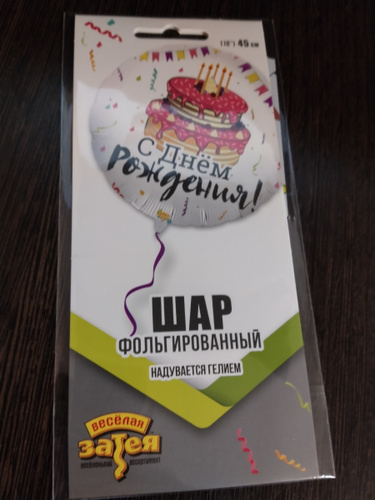 (18") 45 см
С Днём
Рождения!
ШАР
ФОЛЬГИРОВАННЫЙ
НАДУВАЕТСЯ ГЕЛИЕМ
весёлая
затея